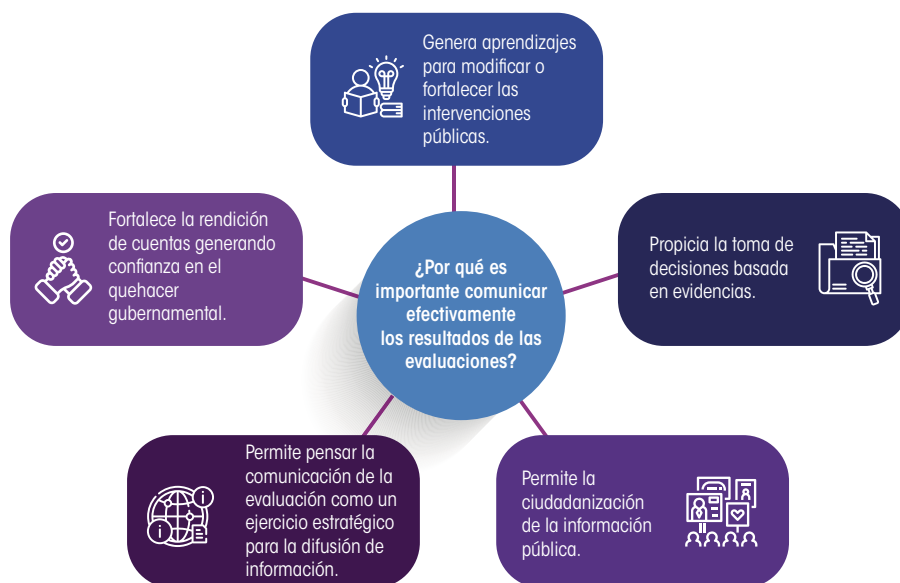 Genera aprendizajes
para modificar o
fortalecer las
intervenciones
públicas.
Fortalece la rendición
de cuentas generando
confianza en el
quehacer
gubernamental.
¿Por qué es
importante comunicar
efectivamente
los resultados de las
evaluaciones?
Propicia la toma de
decisiones basada
en evidencias.
Permite pensar la
comunicación de la
evaluación como un
ejercicio estratégico
para la difusión de
información.
Permite la
ciudadanización
de la información
pública.